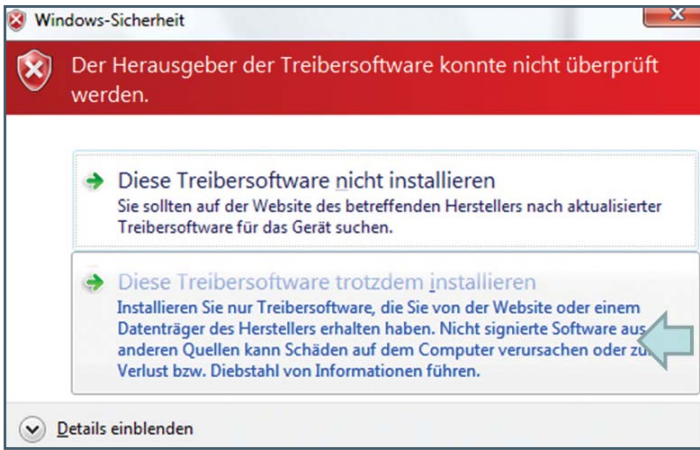 Windows-Sicherheit
Der Herausgeber der Treibersoftware konnte nicht überprüft
werden.
Diese Treibersoftware nicht installieren
Sie sollten auf der Website des betreffenden Herstellers nach aktualisierter
Treibersoftware für das Gerät suchen.
Diese Treibersoftware trotzdem installieren
Installieren Sie nur Treibersoftware, die Sie von der Website oder einem
Datenträger des Herstellers erhalten haben. Nicht signierte Software aus
anderen Quellen kann Schäden auf dem Computer verursachen oder zu
Verlust bzw. Diebstahl von Informationen führen.
Details einblenden